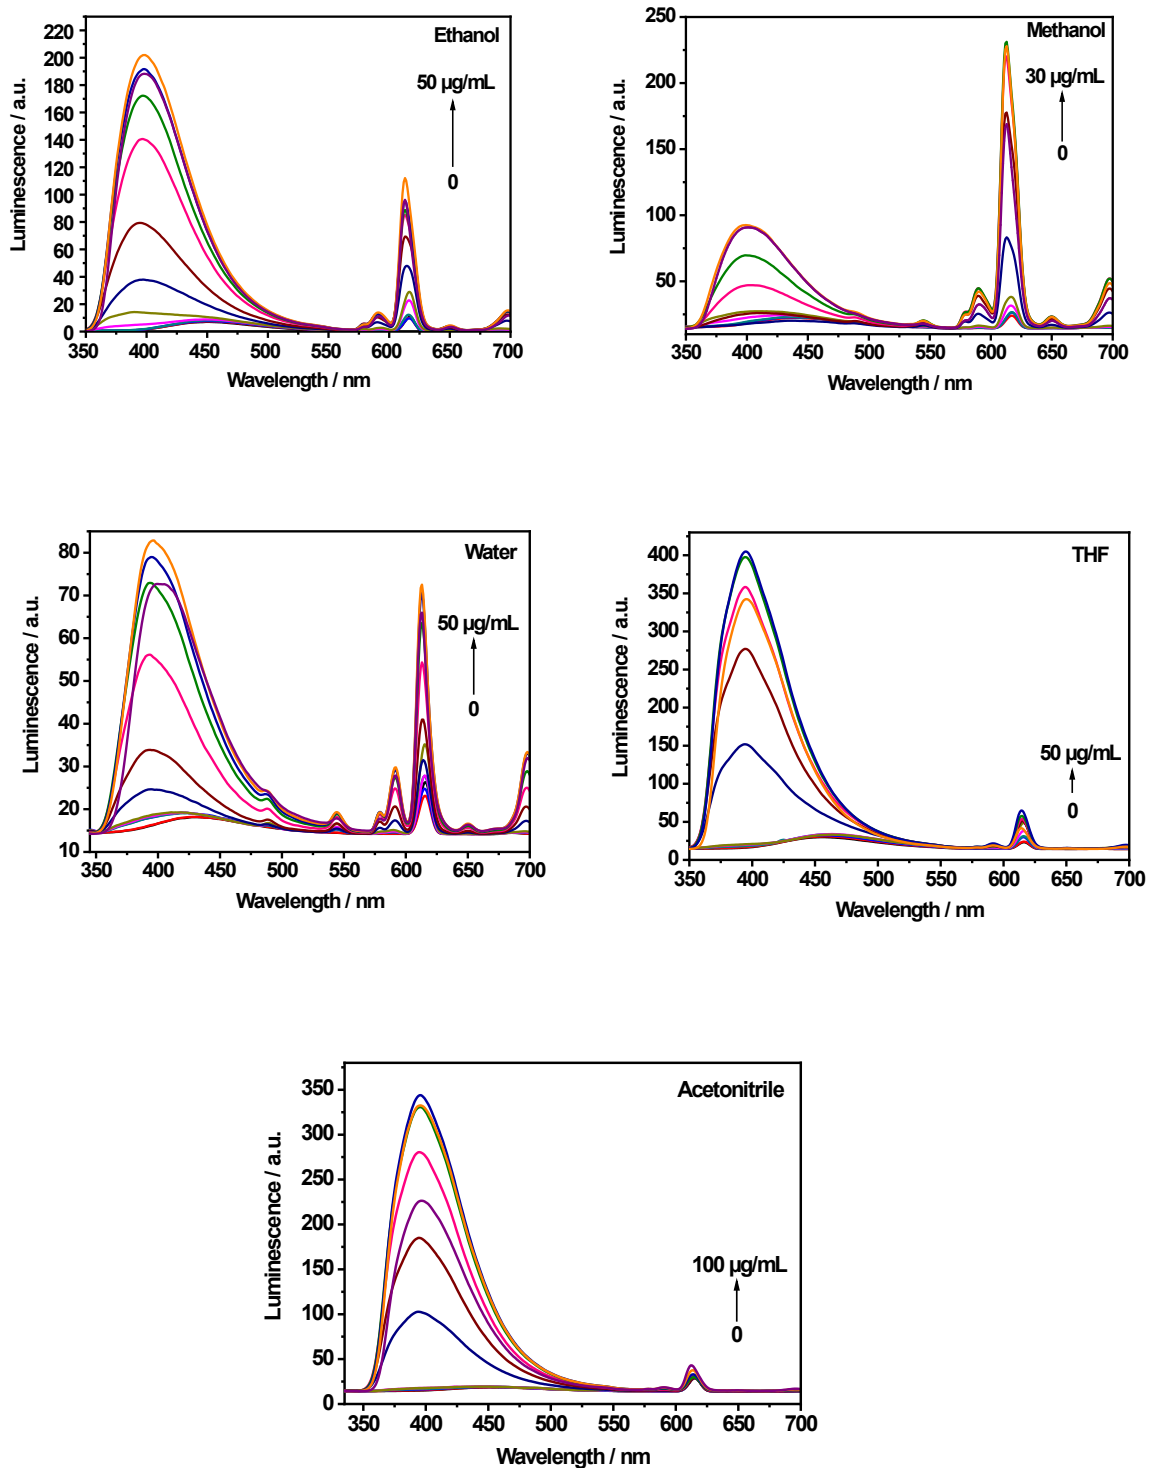 Ethanol
50 µg/mL
0
220
200
180
160
140
120
100
80
60
40
20
0
350 400 450 500 550 600 650 700
Luminescence / a.u.
Wavelength / nm
Methanol
30 µg/mL
0
250
200
150
100
50
350 400 450 500 550 600 650 700
Luminescence / a.u.
Wavelength / nm
Water
50 µg/mL
0
80
70
60
50
40
30
20
10
350 400 450 500 550 600 650 700
Luminescence / a.u.
Wavelength / nm
THF
50 µg/mL
0
400
350
300
250
200
150
100
50
0
350 400 450 500 550 600 650 700
Luminescence / a.u.
Wavelength / nm
Acetonitrile
100 µg/mL
0
350
300
250
200
150
100
50
0
350 400 450 500 550 600 650 700
Luminescence / a.u.
Wavelength / nm